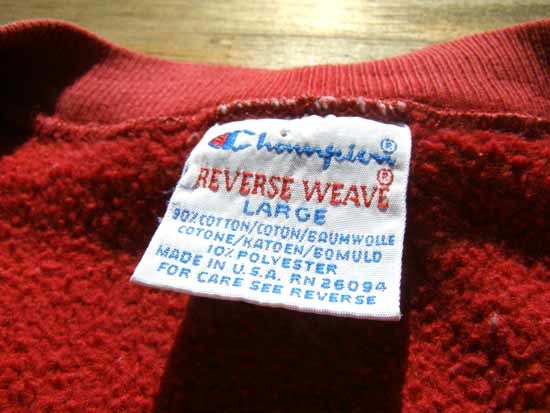 Champion®
REVERSE WEAVE®
LARGE
90% COTTON/COTON/BAUMWOLLE
COTONE/KATOEN/BOMULD
10% POLYESTER
MADE IN U.S.A. RN 26094
FOR CARE SEE REVERSE